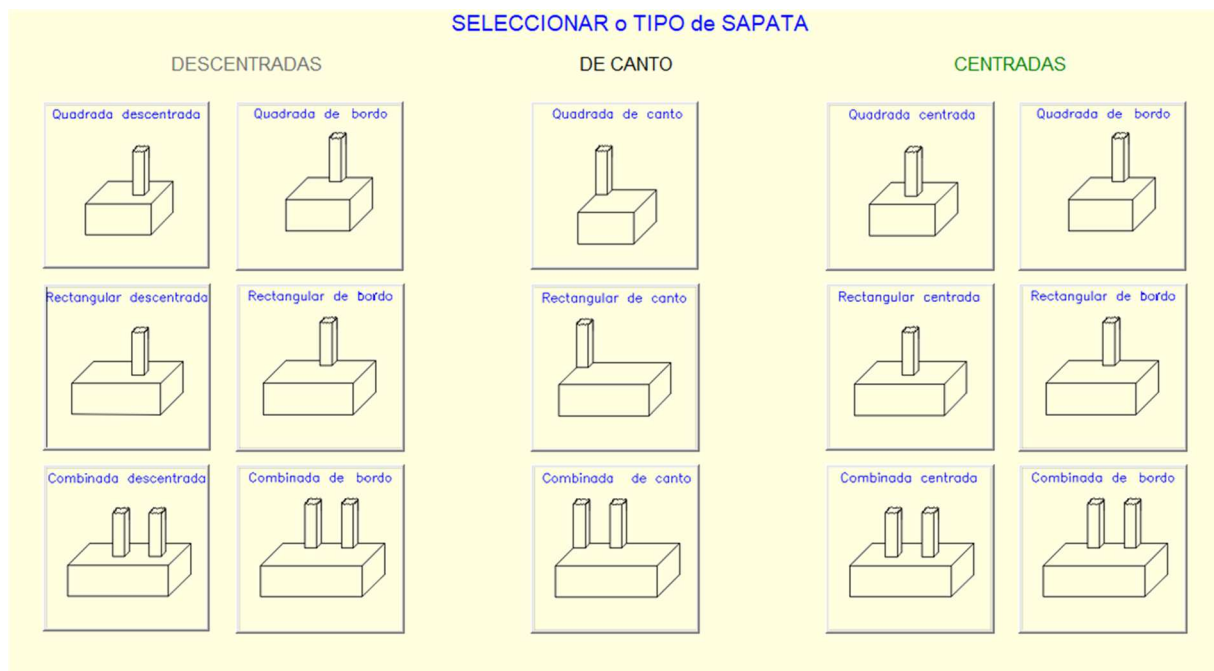 SELECCIONAR o TIPO de SAPATA
DESCENTRADAS
DE CANTO
CENTRADAS
Quadrada descentrada
Quadrada de bordo
Quadrada de canto
Quadrada centrada
Quadrada de bordo
Rectangular descentrada
Rectangular de bordo
Rectangular de canto
Rectangular centrada
Rectangular de bordo
Combinada descentrada
Combinada de bordo
Combinada de canto
Combinada centrada
Combinada de bordo